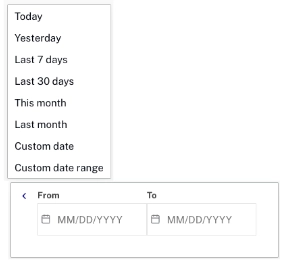 Today
Yesterday
Last 7 days
Last 30 days
This month
Last month
Custom date
Custom date range
From To
MM/DD/YYYY MM/DD/YYYY